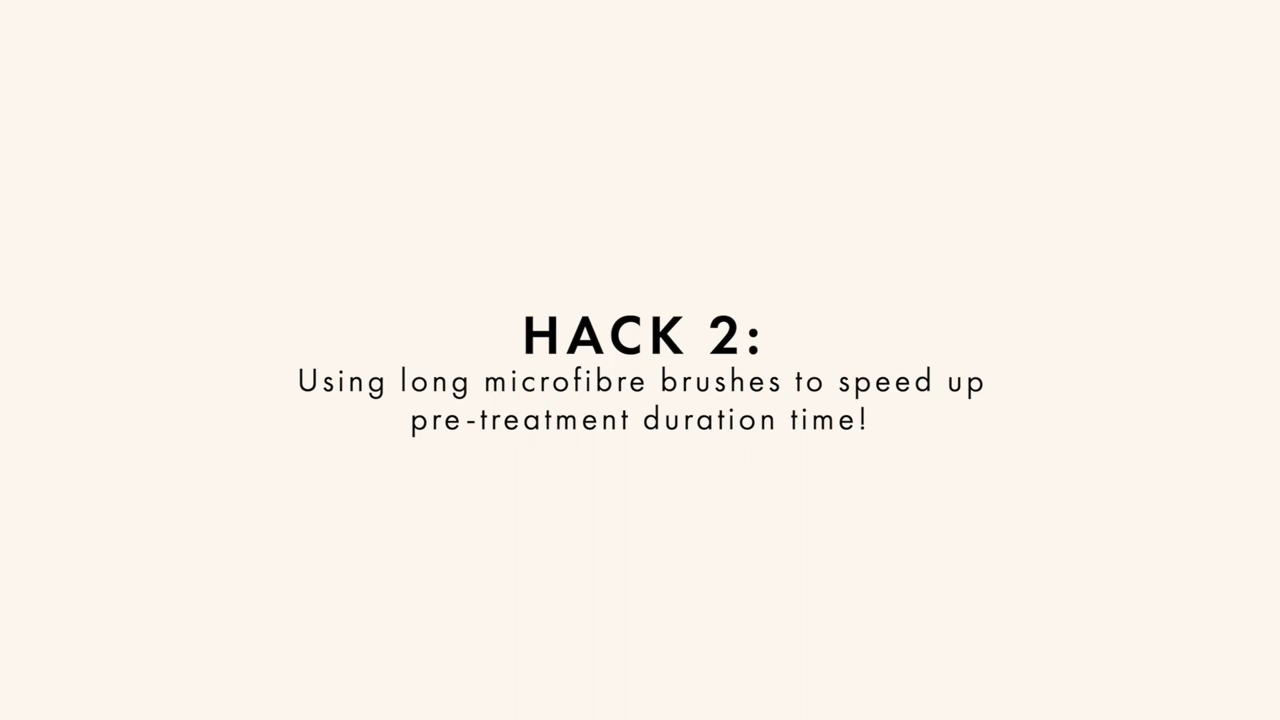 HACK 2:
Using long microfibre brushes to speed up
pre-treatment duration time!